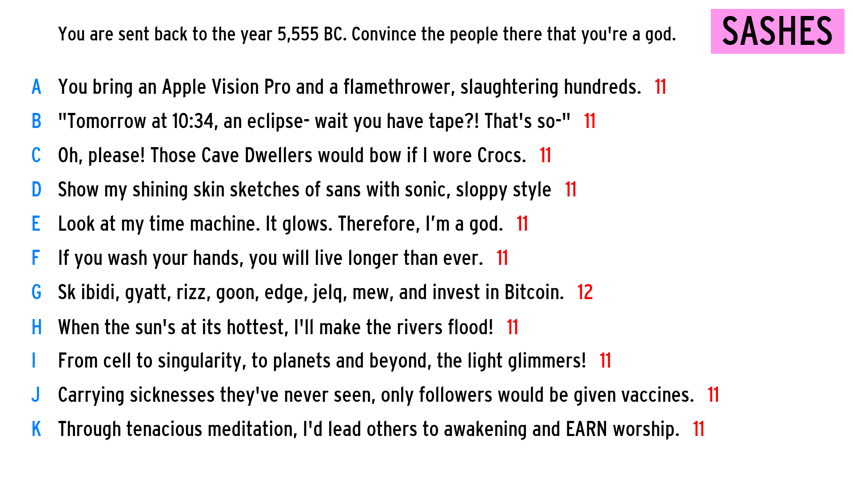 You are sent back to the year 5,555 BC. Convince the people there that you're a god.
SASHES
A You bring an Apple Vision Pro and a flamethrower, slaughtering hundreds. 11
B "Tomorrow at 10:34, an eclipse- wait you have tape?! That's so-" 11
C Oh, please! Those Cave Dwellers would bow if I wore Crocs. 11
D Show my shining skin sketches of sans with sonic, sloppy style 11
E Look at my time machine. It glows. Therefore, I’m a god. 11
F If you wash your hands, you will live longer than ever. 11
G Sk ibidi, gyatt, rizz, goon, edge, jelq, mew, and invest in Bitcoin. 12
H When the sun's at its hottest, I'll make the rivers flood! 11
I From cell to singularity, to planets and beyond, the light glimmers! 11
J Carrying sicknesses they've never seen, only followers would be given vaccines. 11
K Through tenacious meditation, I'd lead others to awakening and EARN worship. 11